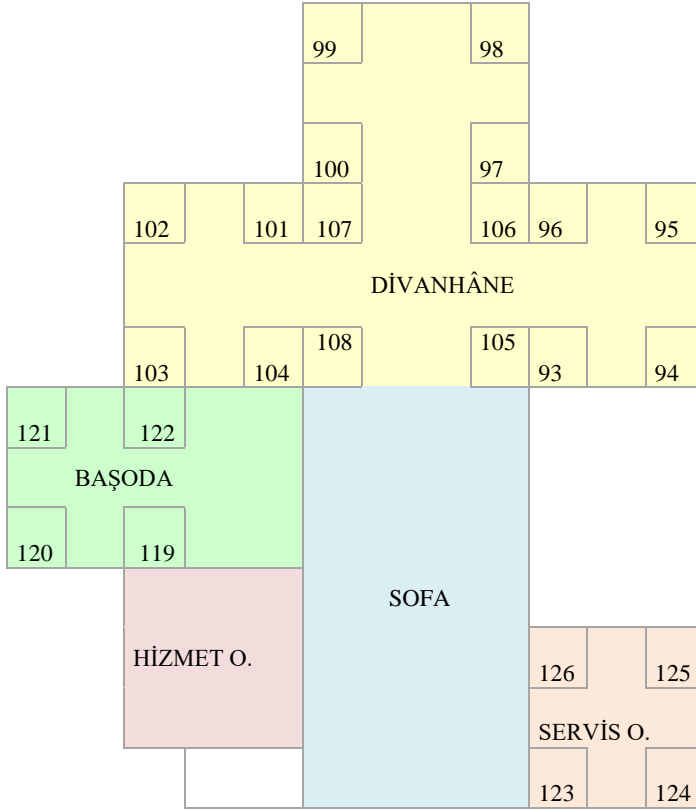 99 98
100 97
102 101 107 106 96 95
DİVANHÂNE
108 105
103 104 93 94
121 122
BAŞODA
120 119
SOFA
HİZMET O.
126 125
SERVİS O.
123 124